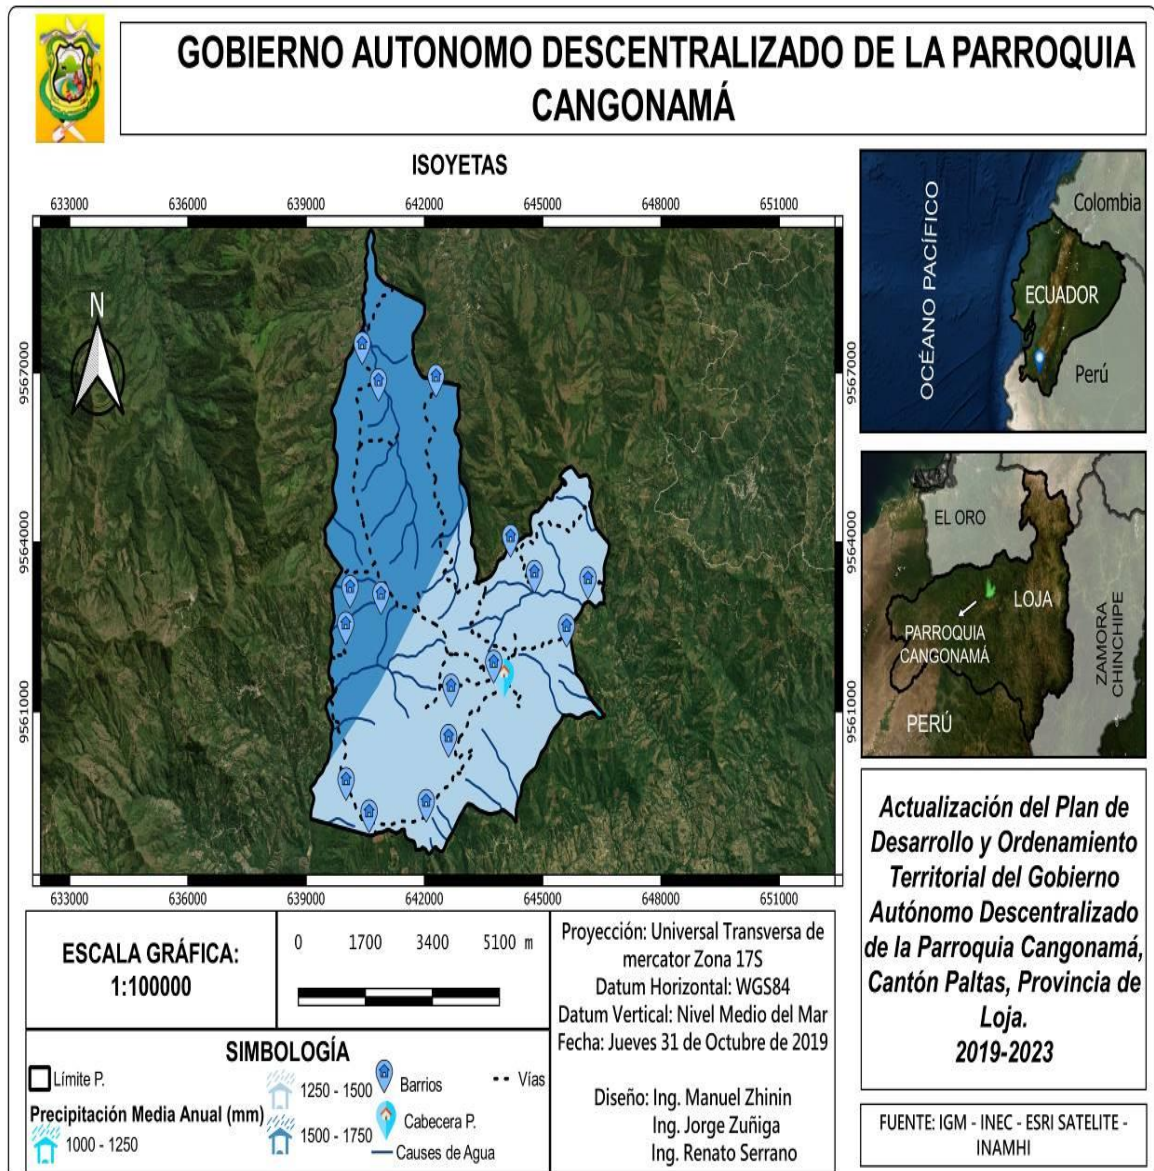 GOBIERNO AUTONOMO DESCENTRALIZADO DE LA PARROQUIA
CANGONAMÁ
ISOYETAS
633000 636000 639000 642000 645000 648000 651000
N
9567000 9567000
9564000 9564000
9561000 9561000
633000 636000 639000 642000 645000 648000 651000
OCÉANO PACÍFICO
Colombia
ECUADOR
Perú
EL ORO
LOJA
PARROQUIA
CANGONAMÁ
ZAMORA
CHINCHIPE
PERÚ
Actualización del Plan de
Desarrollo y Ordenamiento
Territorial del Gobierno
Autónomo Descentralizado
de la Parroquia Cangonamá,
Cantón Paltas, Provincia de
Loja.
2019-2023
FUENTE: IGM - INEC - ESRI SATELITE -
INAMHI
ESCALA GRÁFICA:
1:100000
0 1700 3400 5100 m
Proyección: Universal Transversa de
mercator Zona 17S
Datum Horizontal: WGS84
Datum Vertical: Nivel Medio del Mar
Fecha: Jueves 31 de Octubre de 2019
Diseño: Ing. Manuel Zhinin
Ing. Jorge Zuñiga
Ing. Renato Serrano
SIMBOLOGÍA
Límite P.
Precipitación Media Anual (mm)
1000 - 1250
1250 - 1500
1500 - 1750
Barrios
Cabecera P.
Causes de Agua
Vías